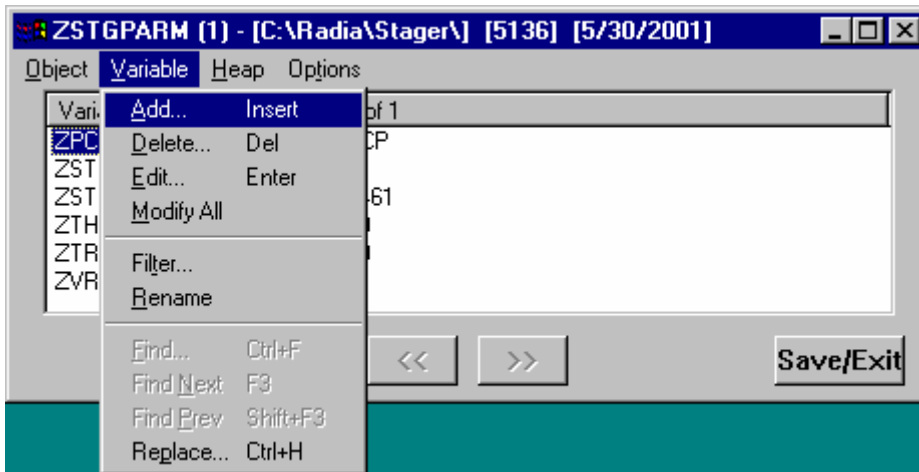 ZSTGPARM (1) - [C:\Radia\Stager\] [5136] [5/30/2001]
Object Variable Heap Options
Vari of 1
Add... Insert
ZPC CP
Delete... Del
ZST
Edit... Enter
ZST 461
Modify All
ZTH
ZTR
Filter...
ZVR
Rename
Find... Ctrl+F
<< >> Save/Exit
Find Next F3
Find Prev Shift+F3
Replace... Ctrl+H